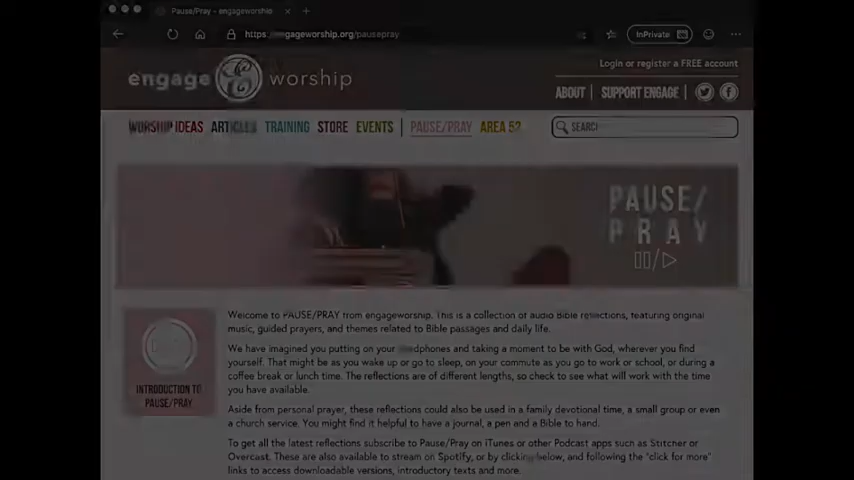 Pause/Pray - engageworship
https://engageworship.org/pausepray
InPrivate
Login or register a FREE account
engage worship
ABOUT | SUPPORT ENGAGE |
WORSHIP IDEAS ARTICLES TRAINING STORE EVENTS | PAUSE/PRAY AREA 52
SEARCH
PAUSE/
PRAY
Welcome to PAUSE/PRAY from engageworship. This is a collection of audio Bible reflections, featuring original
music, guided prayers, and themes related to Bible passages and daily life.
We have imagined you putting on your headphones and taking a moment to be with God, wherever you find
yourself. That might be as you wake up or go to sleep, on your commute as you go to work or school, or during a
coffee break or lunch time. The reflections are of different lengths, so check to see what will work with the time
you have available.
INTRODUCTION TO
PAUSE/PRAY
Aside from personal prayer, these reflections could also be used in a family devotional time, a small group or even
a church service. You might find it helpful to have a journal, a pen and a Bible to hand.
To get all the latest reflections subscribe to Pause/Pray on iTunes or other Podcast apps such as Stitcher or
Overcast. These are also available to stream on Spotify, or by clicking below, and following the "click for more"
links to access downloadable versions, introductory texts and more.